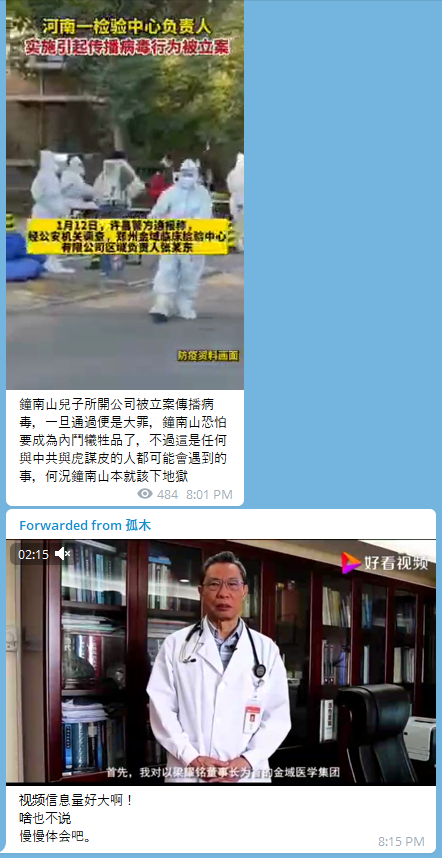 河南一检验中心负责人
实施引起传播病毒行为被立案
1月12日，许昌警方通报称，
经公安机关调查，郑州金域临床检验中心
有限公司区域负责人张某东
防疫资料画面
鐘南山兒子所開公司被立案傳播病
毒，一旦通過便是大罪，鐘南山恐怕
要成為內鬥犧牲品了，不過這是任何
與中共與虎謀皮的人都可能會遇到的
事，何況鐘南山本就該下地獄
484 8:01 PM
Forwarded from 孤木
02:15
好看视频
首先，我对以梁耀铭董事长为首的金域医学集团
视频信息量好大啊！
啥也不说
慢慢体会吧。
8:15 PM